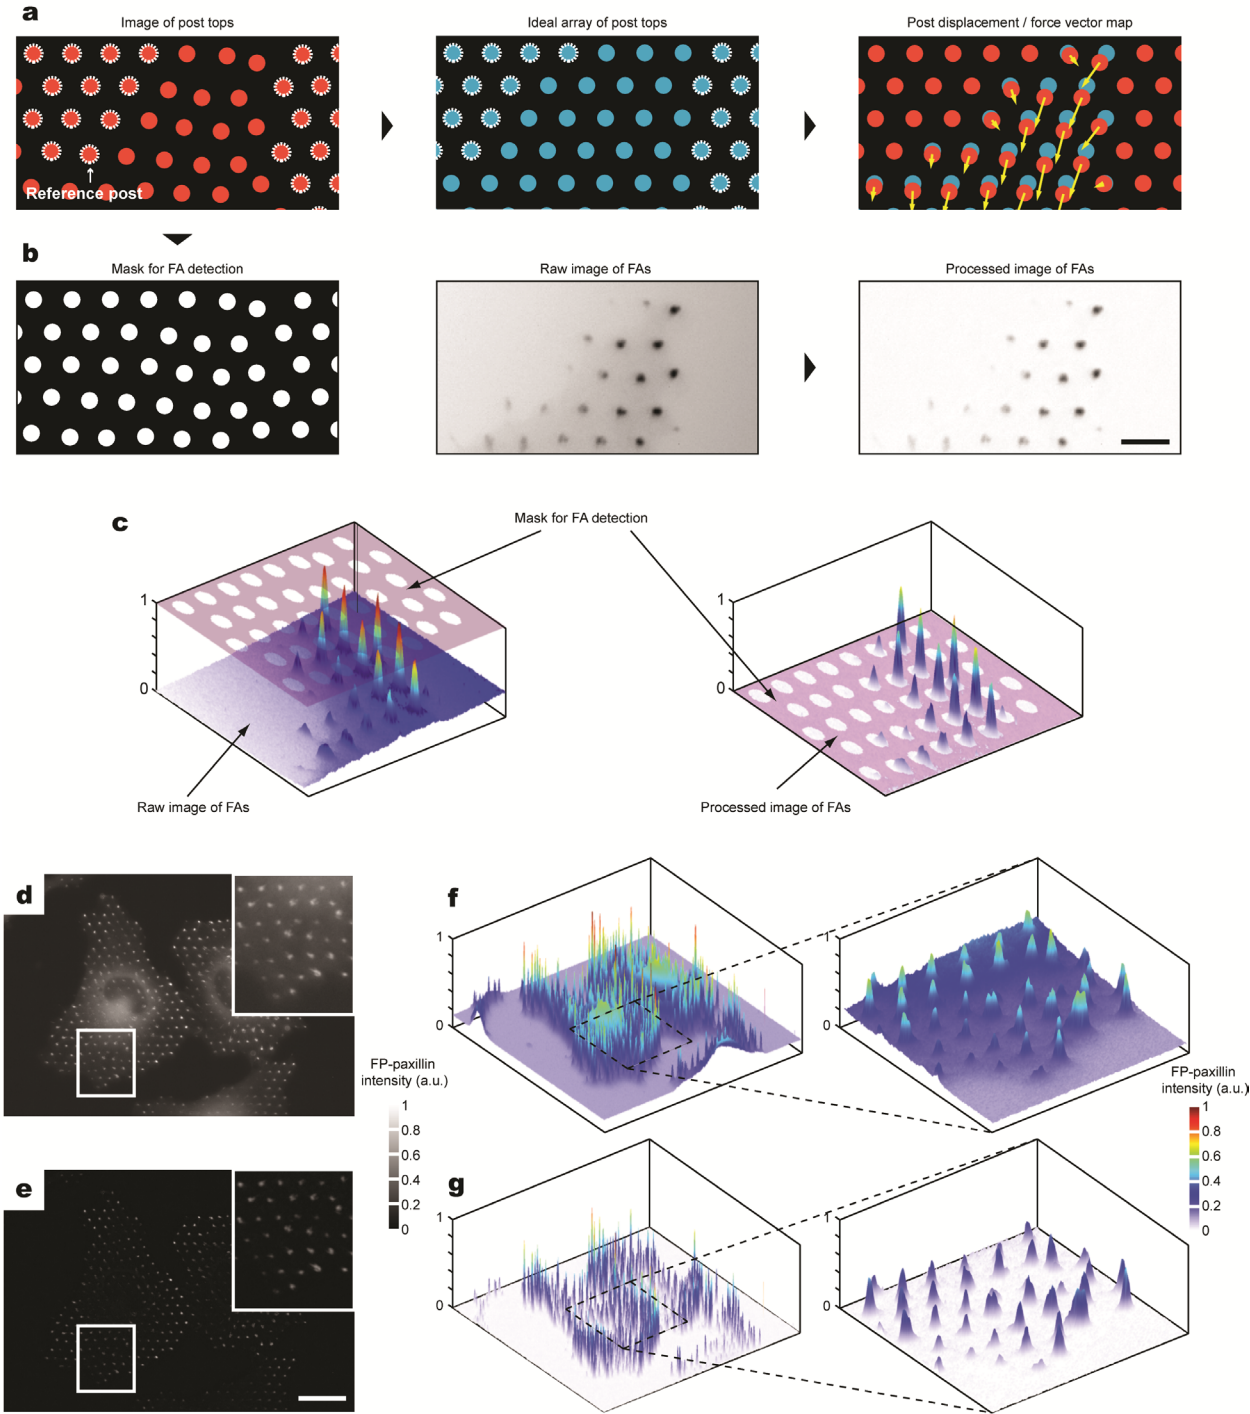 a
Image of post tops
Ideal array of post tops
Post displacement / force vector map
Reference post
b
Mask for FA detection
Raw image of FAs
Processed image of FAs
c
Mask for FA detection
1
0
1
0
Raw image of FAs
Processed image of FAs
d
f
1
0
1
0
FP-paxillin
intensity (a.u.)
1
0.8
0.6
0.4
0.2
0
FP-paxillin
intensity (a.u.)
1
0.8
0.6
0.4
0.2
0
e
g
1
0
1
0